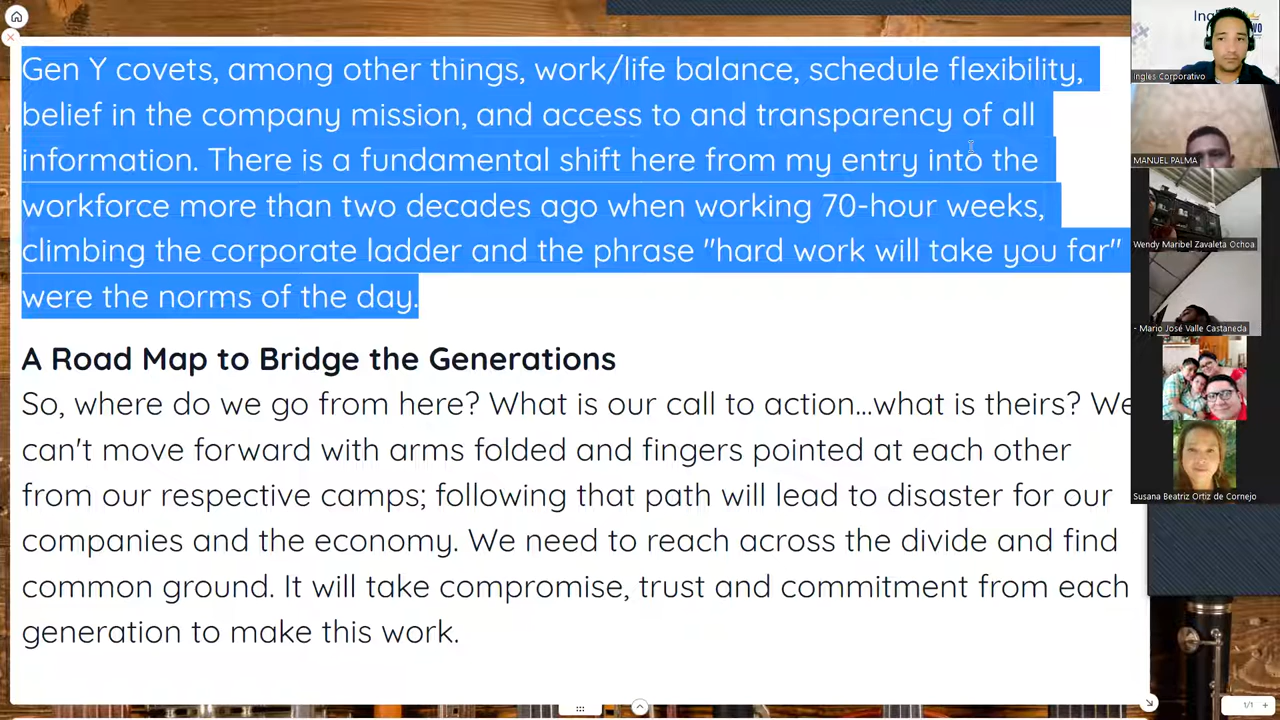 Gen Y covets, among other things, work/life balance, schedule flexibility,
belief in the company mission, and access to and transparency of all
information. There is a fundamental shift here from my entry into the
workforce more than two decades ago when working 70-hour weeks,
climbing the corporate ladder and the phrase "hard work will take you far"
were the norms of the day.
A Road Map to Bridge the Generations
So, where do we go from here? What is our call to action...what is theirs? We
can't move forward with arms folded and fingers pointed at each other
from our respective camps; following that path will lead to disaster for our
companies and the economy. We need to reach across the divide and find
common ground. It will take compromise, trust and commitment from each
generation to make this work.
Ingles Corporativo
MANUEL PALMA
Wendy Maribel Zavaleta Ochoa
- Mario José Valle Castaneda
Susana Beatriz Ortiz de Cornejo
1/1